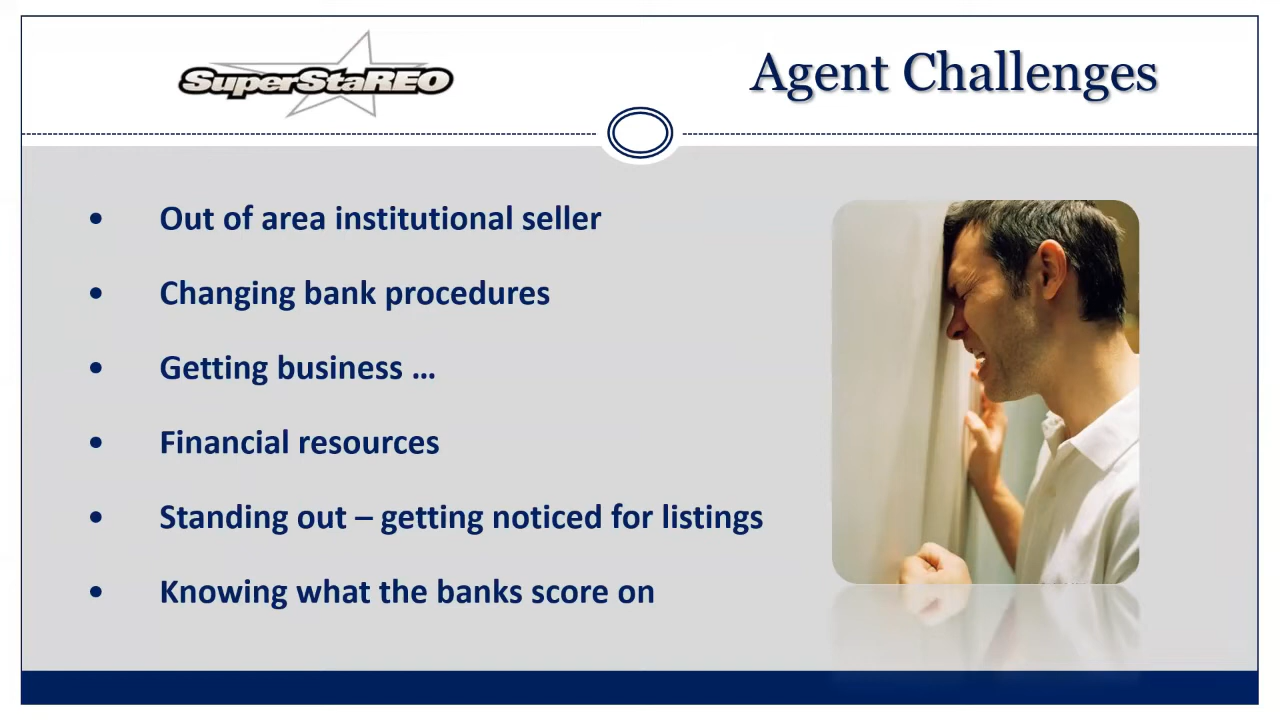 SuperStaREO
Agent Challenges
• Out of area institutional seller
• Changing bank procedures
• Getting business ...
• Financial resources
• Standing out – getting noticed for listings
• Knowing what the banks score on